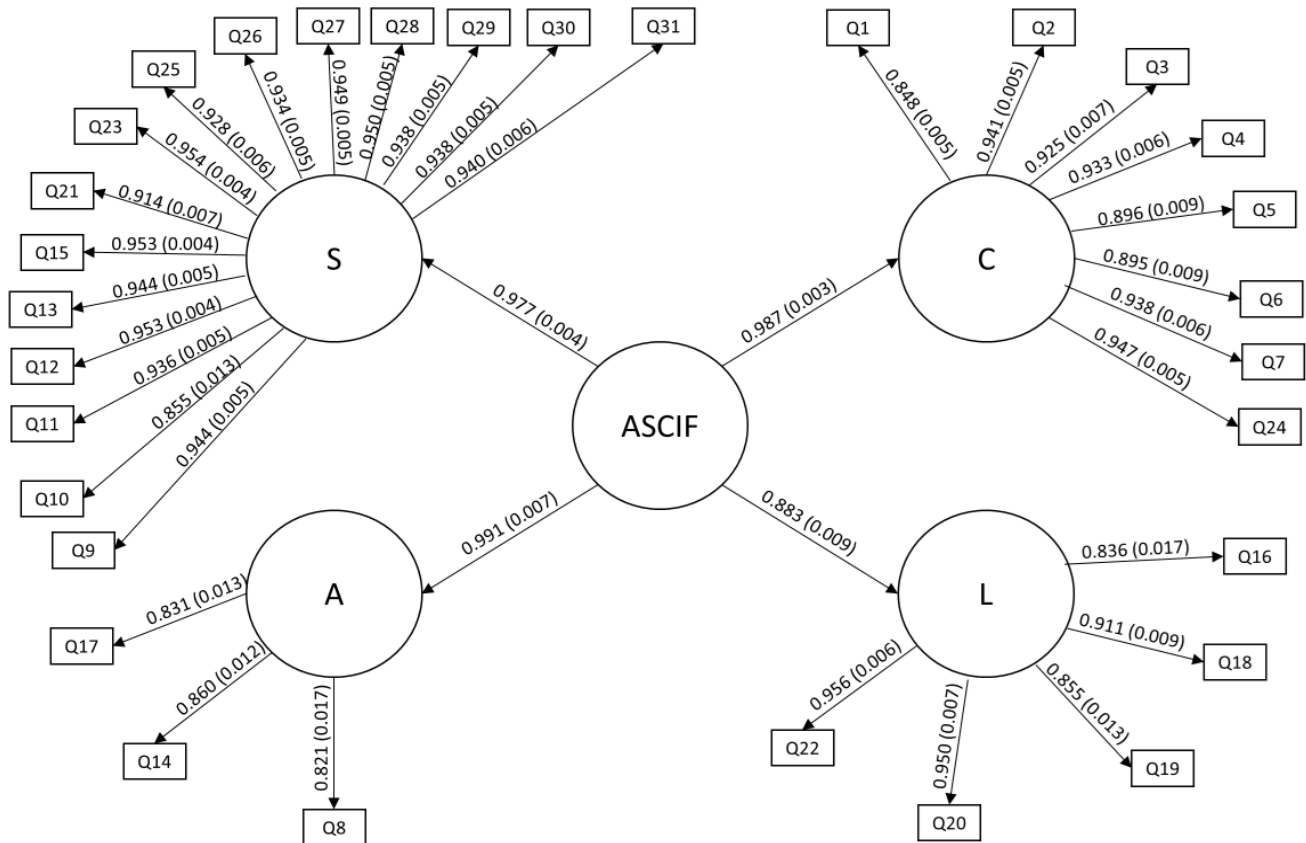 Q26
Q27
Q28
Q29
Q30
Q31
Q25
Q23
Q21
Q15
Q13
Q12
Q11
Q10
Q9
0.934 (0.005)
0.949 (0.005)
0.950 (0.005)
0.938 (0.005)
0.938 (0.005)
0.940 (0.006)
0.928 (0.006)
0.954 (0.004)
0.914 (0.007)
0.953 (0.004)
0.944 (0.005)
0.953 (0.004)
0.936 (0.005)
0.855 (0.013)
0.944 (0.005)
S
Q1
Q2
Q3
Q4
Q5
Q6
Q7
Q24
0.848 (0.005)
0.941 (0.005)
0.925 (0.007)
0.933 (0.006)
0.896 (0.009)
0.895 (0.009)
0.938 (0.006)
0.947 (0.005)
C
0.977 (0.004)
0.987 (0.003)
ASCIF
0.991 (0.007)
0.883 (0.009)
A
0.831 (0.013)
0.860 (0.012)
0.821 (0.017)
Q17
Q14
Q8
L
0.836 (0.017)
0.911 (0.009)
0.855 (0.013)
0.950 (0.007)
0.956 (0.006)
Q16
Q18
Q19
Q20
Q22